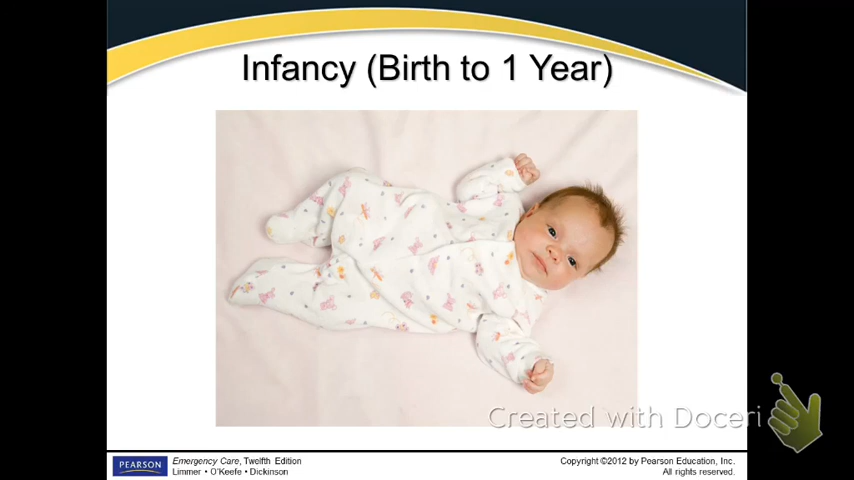 Infancy (Birth to 1 Year)
Created with Doceri
PEARSON
Emergency Care, Twelfth Edition
Limmer • O'Keefe • Dickinson
Copyright ©2012 by Pearson Education, Inc.
All rights reserved.